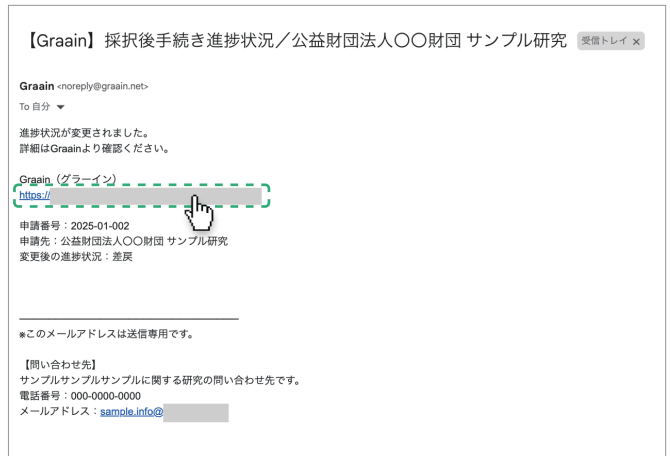 【Graain】採択後手続き進捗状況／公益財団法人〇〇財団 サンプル研究 受信トレイ ×
Graain <noreply@graain.net>
To 自分 ▼
進捗状況が変更されました。
詳細はGraainより確認ください。
Graain（グラーイン）
https://
申請番号：2025-01-002
申請先：公益財団法人〇〇財団 サンプル研究
変更後の進捗状況：差戻
※このメールアドレスは送信専用です。
【問い合わせ先】
サンプルサンプルサンプルに関する研究の問い合わせ先です。
電話番号：000-0000-0000
メールアドレス：sample.info@